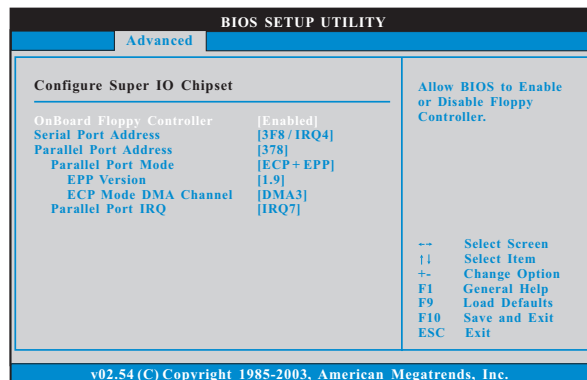 BIOS SETUP UTILITY
Advanced
Configure Super IO Chipset
OnBoard Floppy Controller [Enabled]
Serial Port Address [3F8 / IRQ4]
Parallel Port Address [378]
Parallel Port Mode [ECP + EPP]
EPP Version [1.9]
ECP Mode DMA Channel [DMA3]
Parallel Port IRQ [IRQ7]
Allow BIOS to Enable
or Disable Floppy
Controller.
←→ Select Screen
↑↓ Select Item
+- Change Option
F1 General Help
F9 Load Defaults
F10 Save and Exit
ESC Exit
v02.54 (C) Copyright 1985-2003, American Megatrends, Inc.